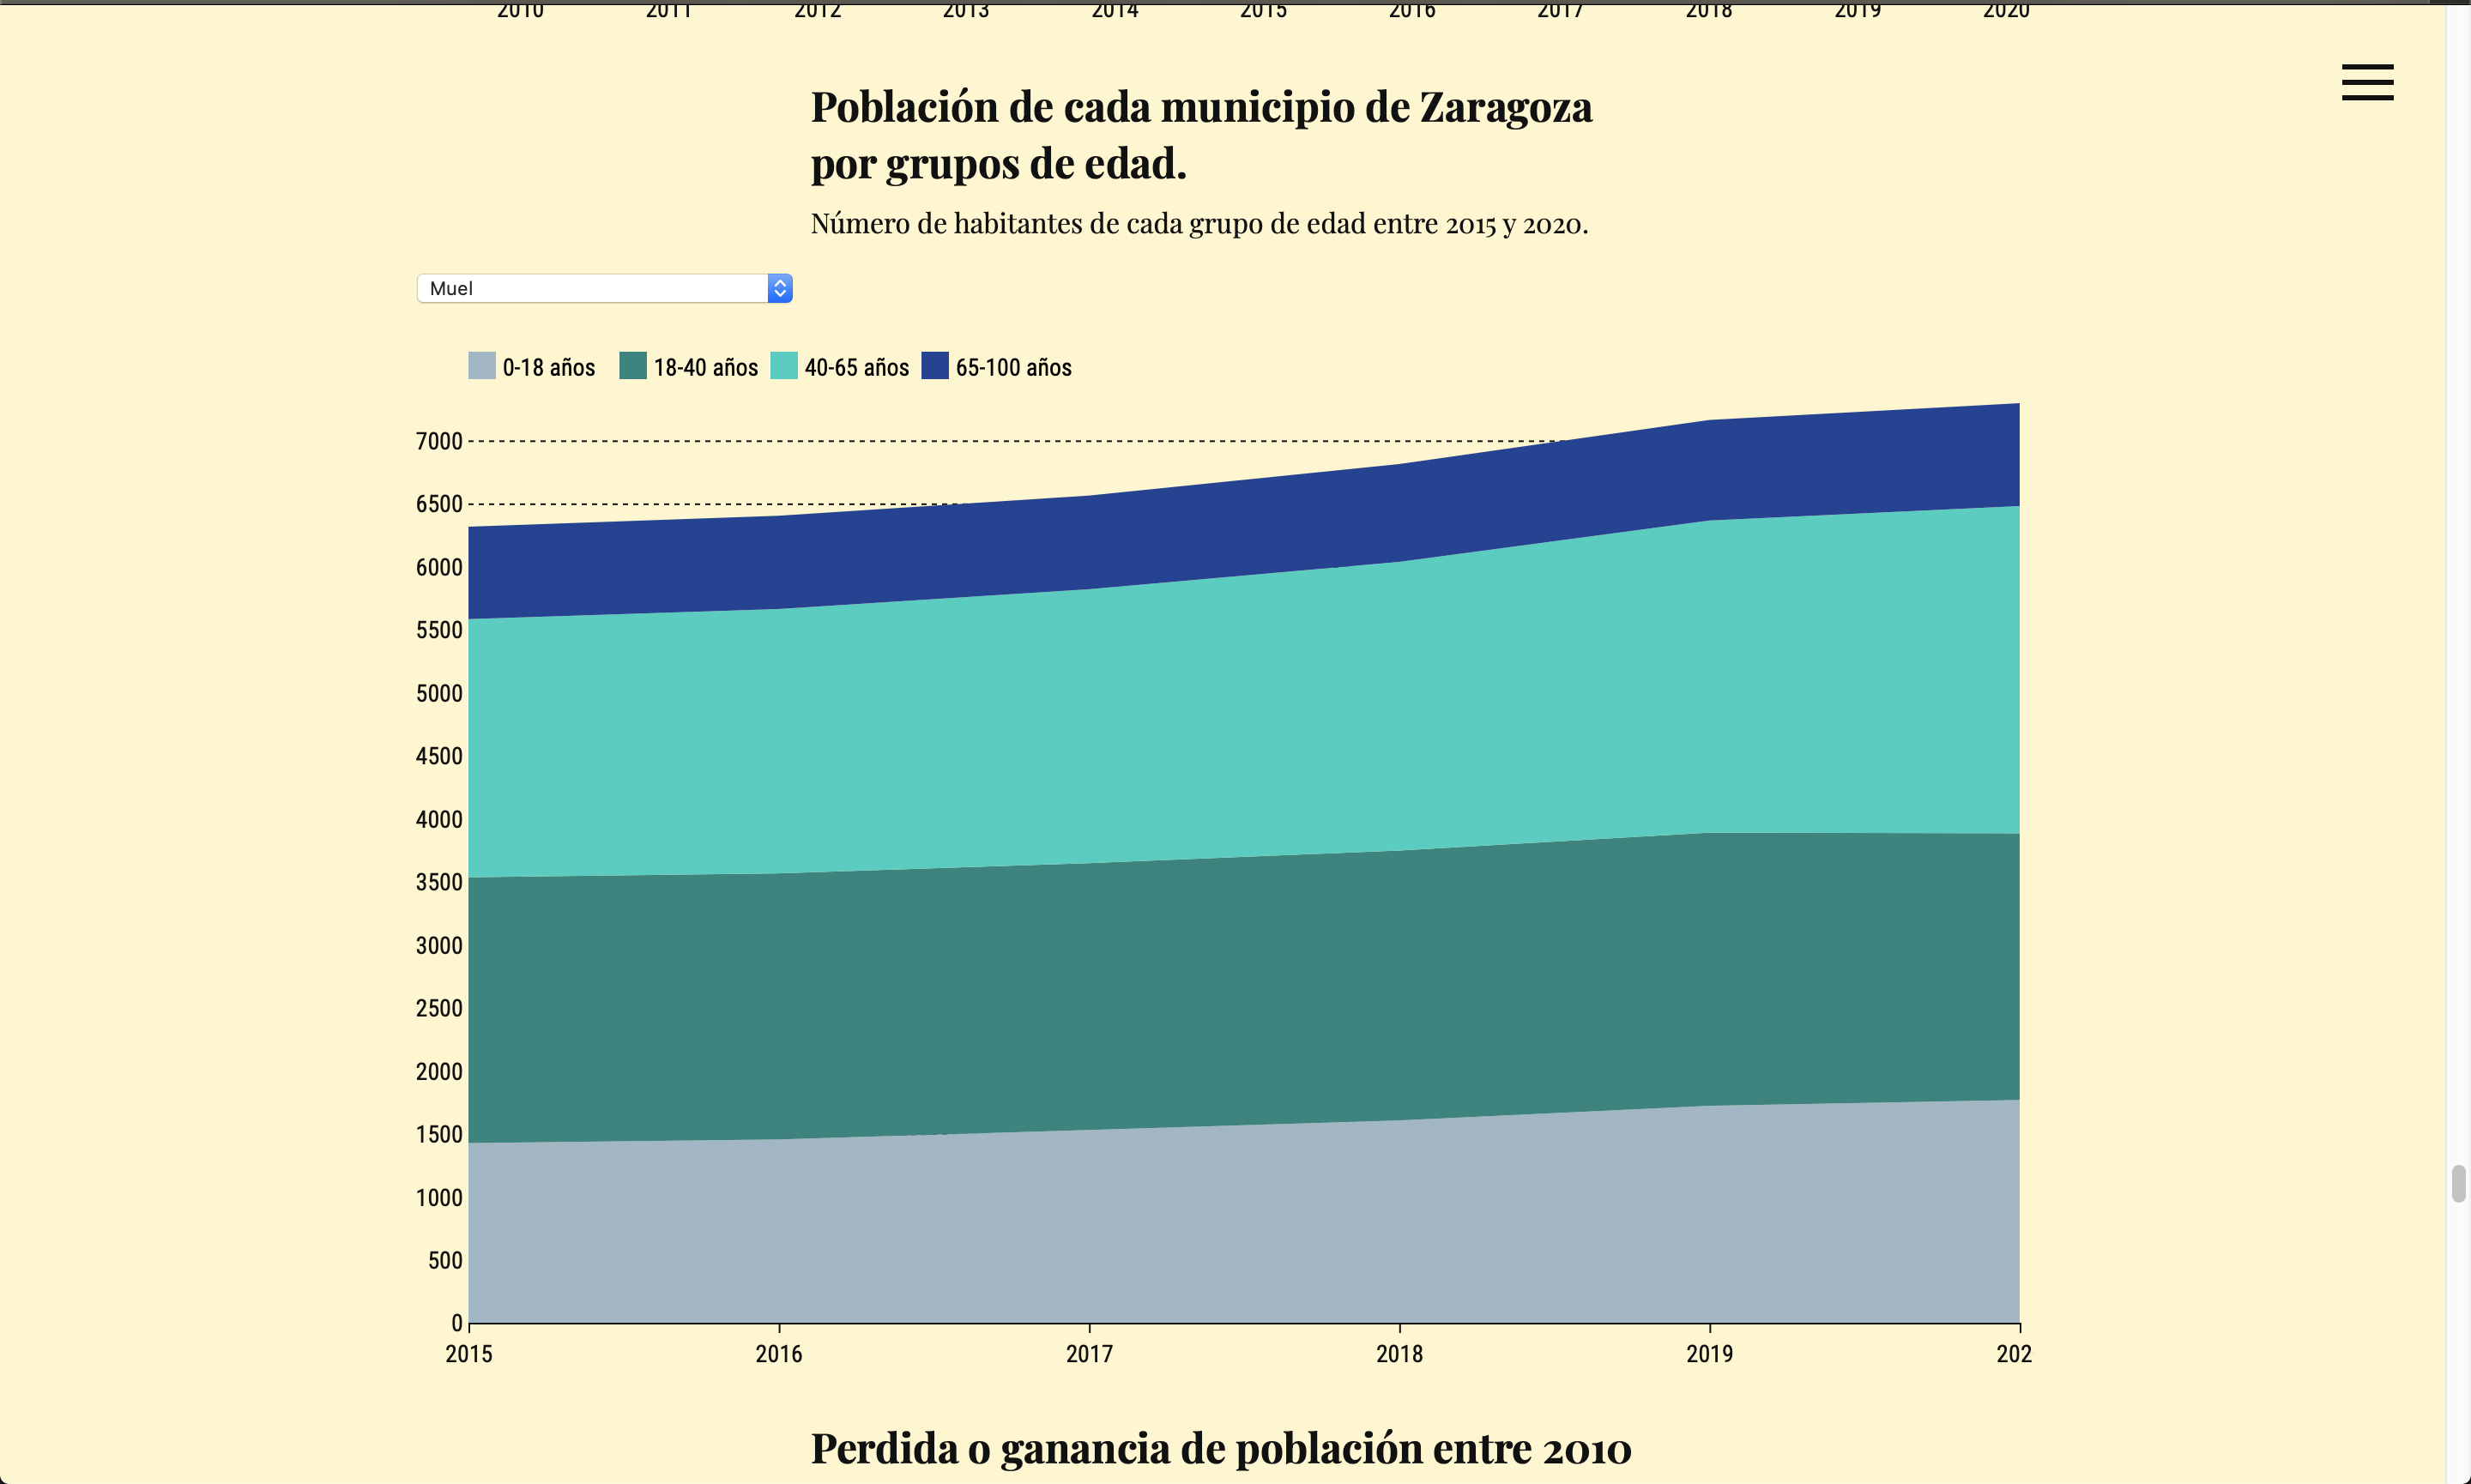 2010 2011 2012 2013 2014 2015 2016 2017 2018 2019 2020
Población de cada municipio de Zaragoza
por grupos de edad.
Número de habitantes de cada grupo de edad entre 2015 y 2020.
Muel
0-18 años 18-40 años 40-65 años 65-100 años
7000
6500
6000
5500
5000
4500
4000
3500
3000
2500
2000
1500
1000
500
0
2015 2016 2017 2018 2019 202
Perdida o ganancia de población entre 2010